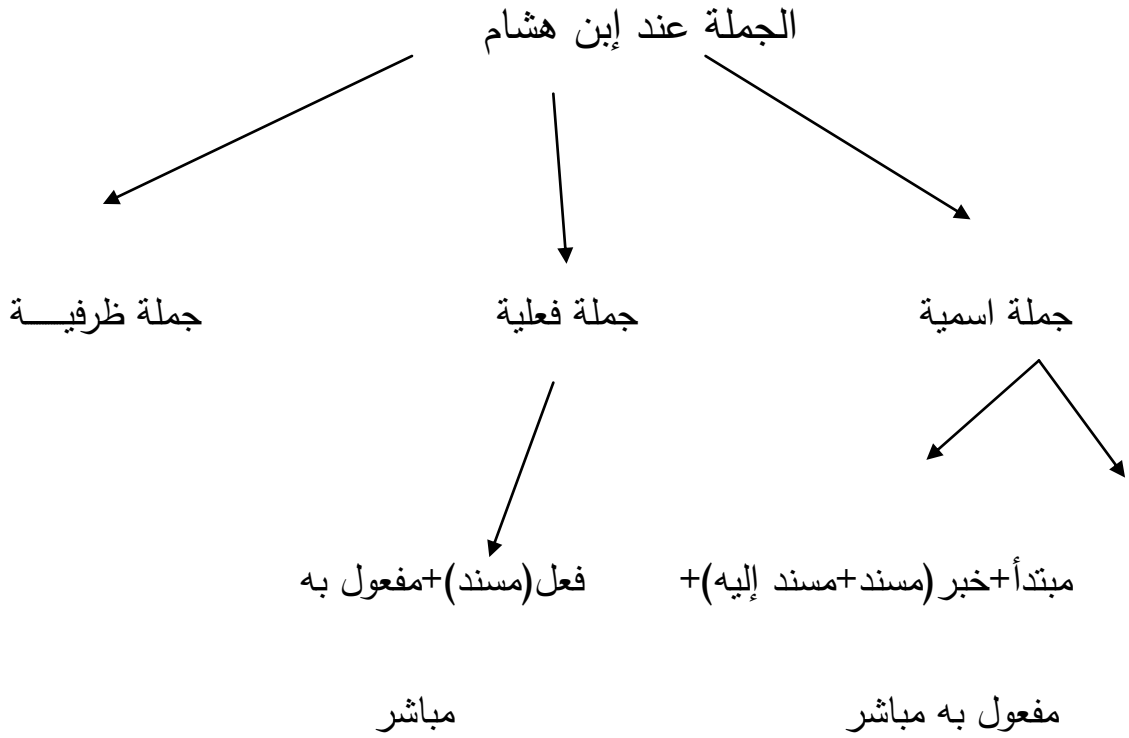 الجملة عند إبن هشام
جملة اسمية
جملة فعلية
جملة ظرفيــــة
مبتدأ+خبر(مسند+مسند إليه)+
مفعول به مباشر
فعل(مسند)+مفعول به
مباشر